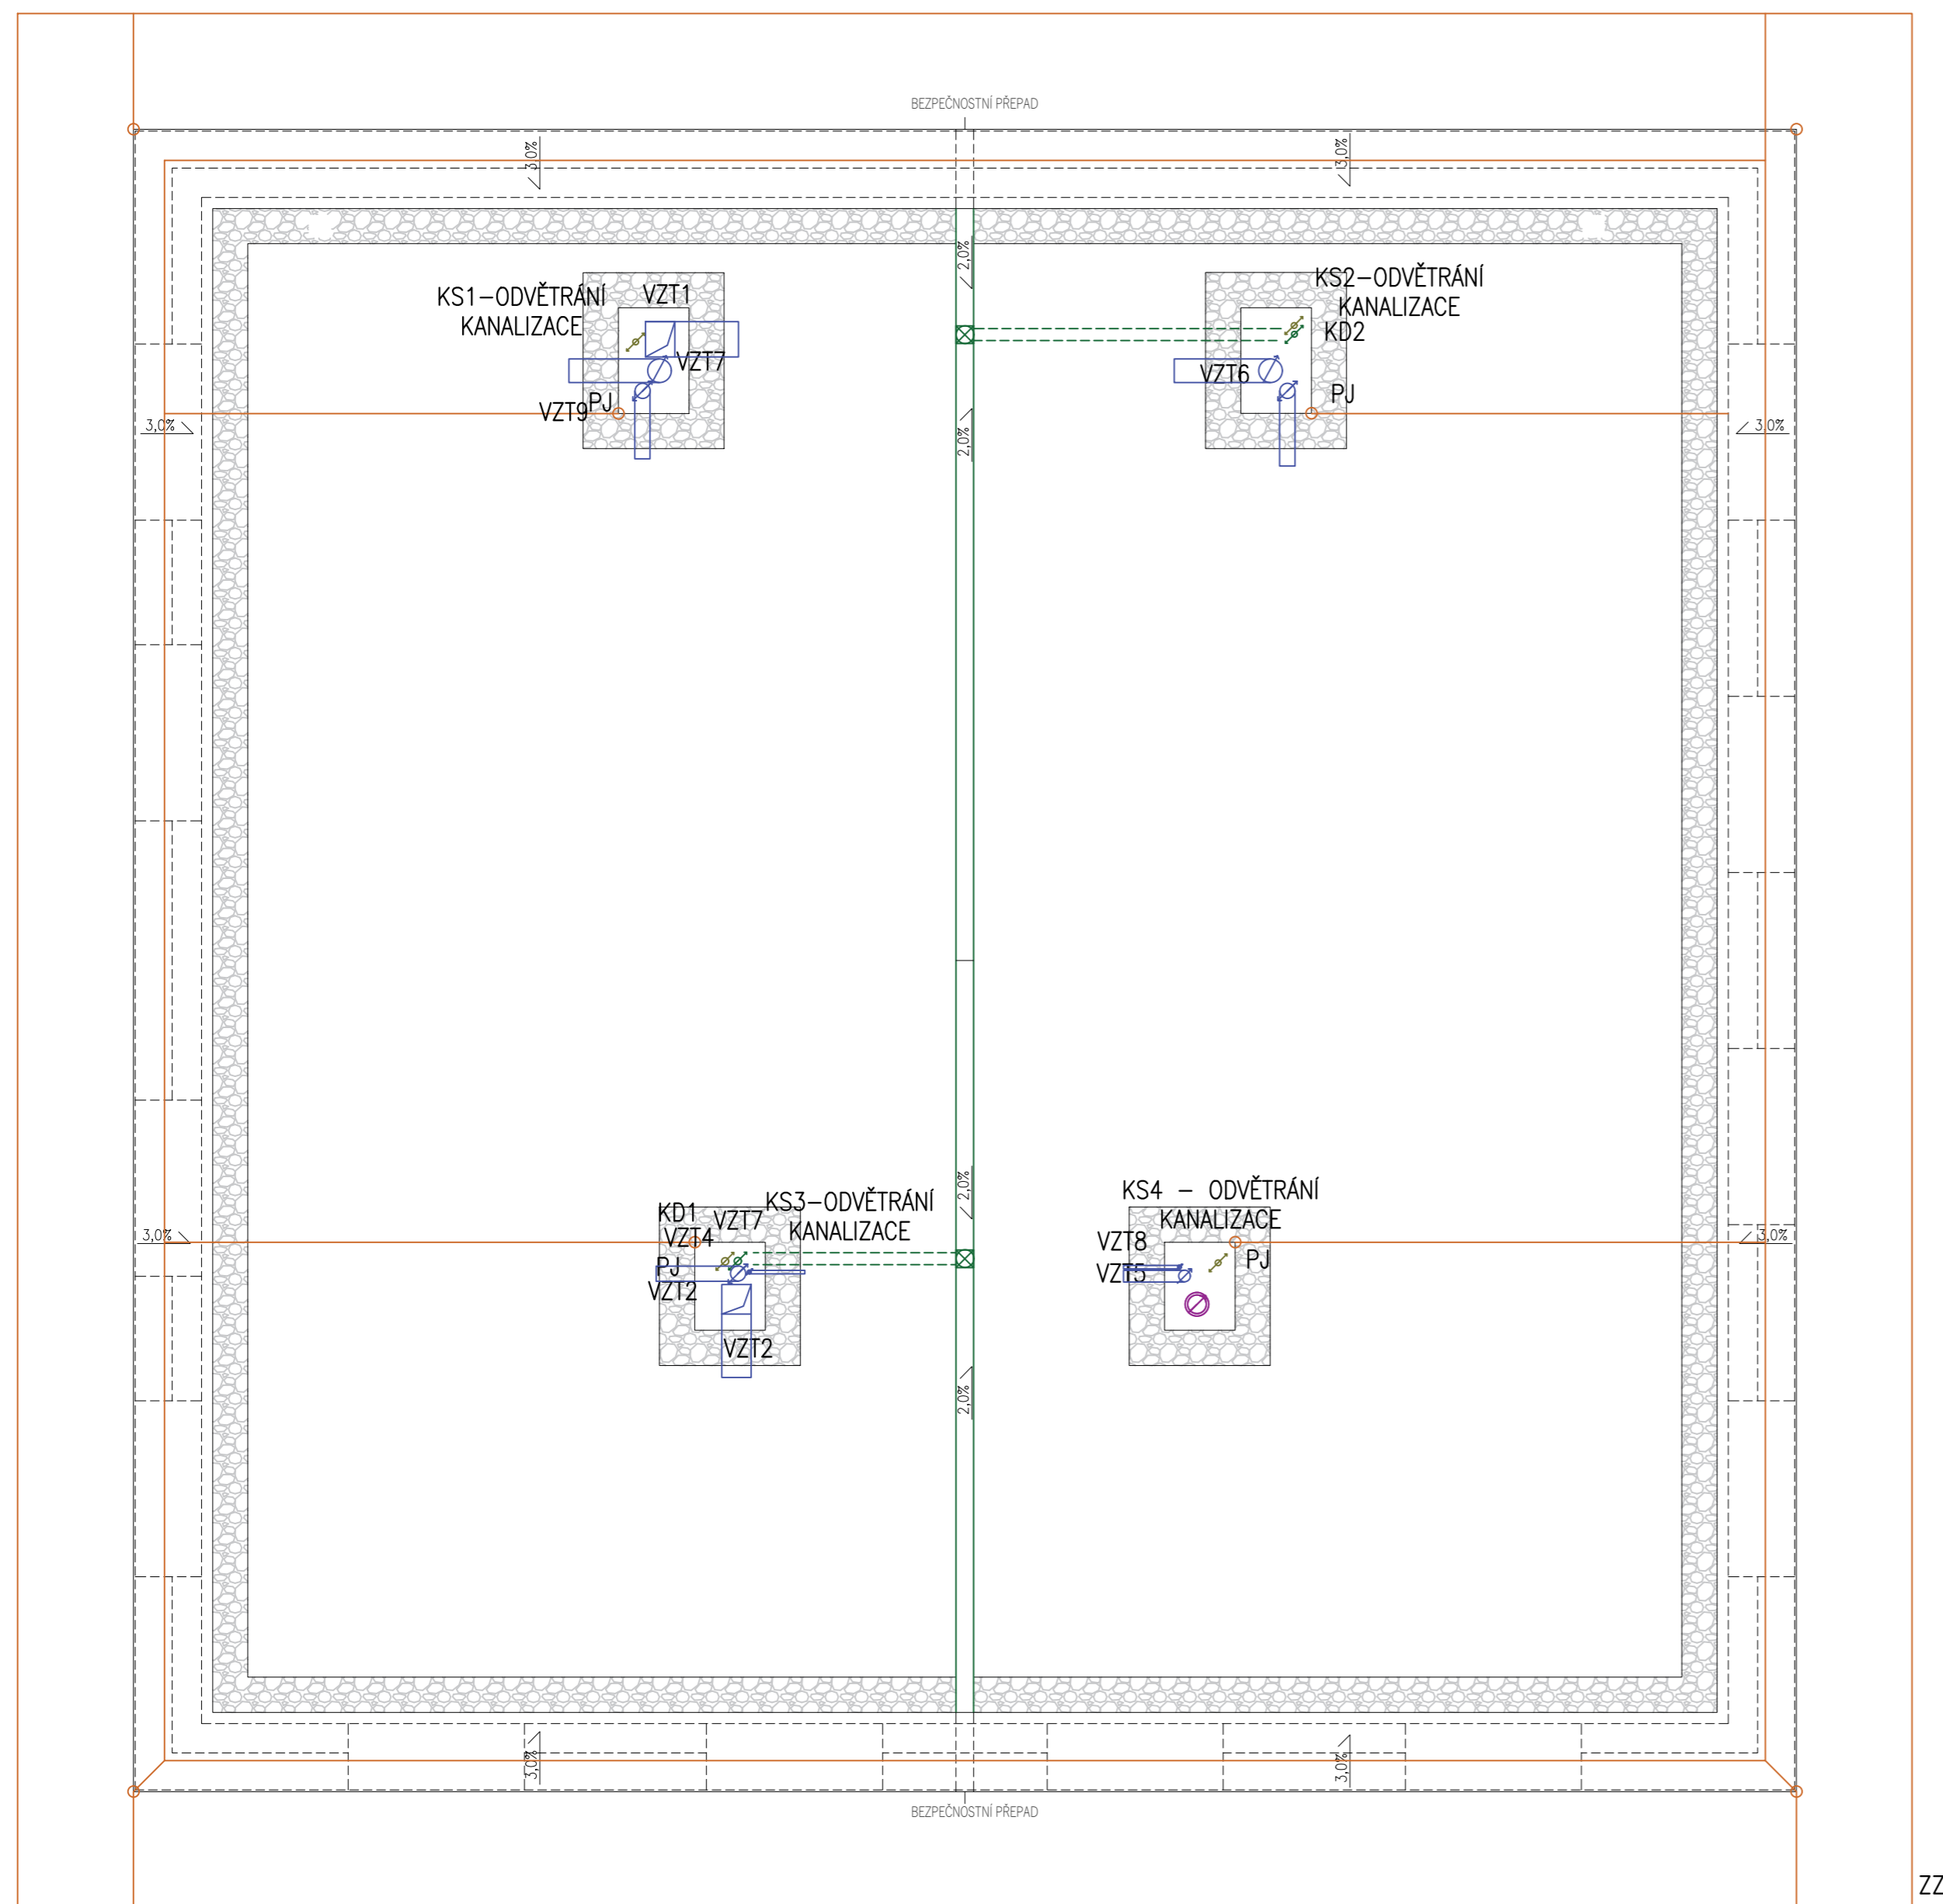 BEZPEČNOSTNÍ PŘEPAD
3,0%
3,0%
2,0%
KS1-ODVĚTRÁNÍ
KANALIZACE
VZT1
VZT7
PJ
VZT9
KS2-ODVĚTRÁNÍ
KANALIZACE
KD2
VZT6
PJ
3,0%
2,0%
3,0%
2,0%
KD1
VZT7
KS3-ODVĚTRÁNÍ
KANALIZACE
VZT4
PJ
VZT2
VZT2
KS4 - ODVĚTRÁNÍ
KANALIZACE
VZT8
VZT5
PJ
3,0%
3,0%
2,0%
3,0%
3,0%
BEZPEČNOSTNÍ PŘEPAD
ZZ